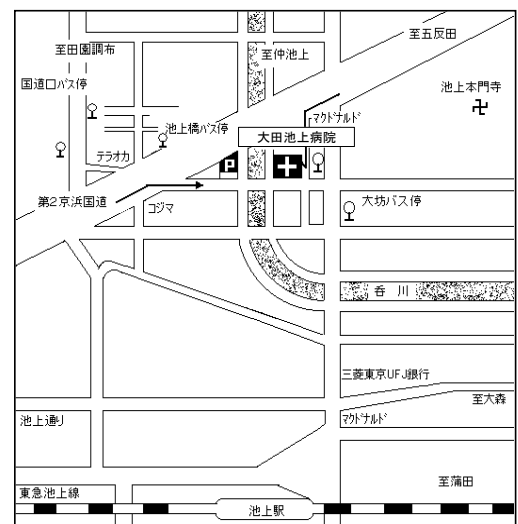 至五反田
至田園調布
至仲池上
国道口バス停
池上本門寺
卍
マクドナルド
池上橋バス停
大田池上病院
テラオカ
P
第2京浜国道
コジマ
大坊バス停
呑川
三菱東京UFJ銀行
至大森
池上通り
マクドナルド
至蒲田
東急池上線
池上駅